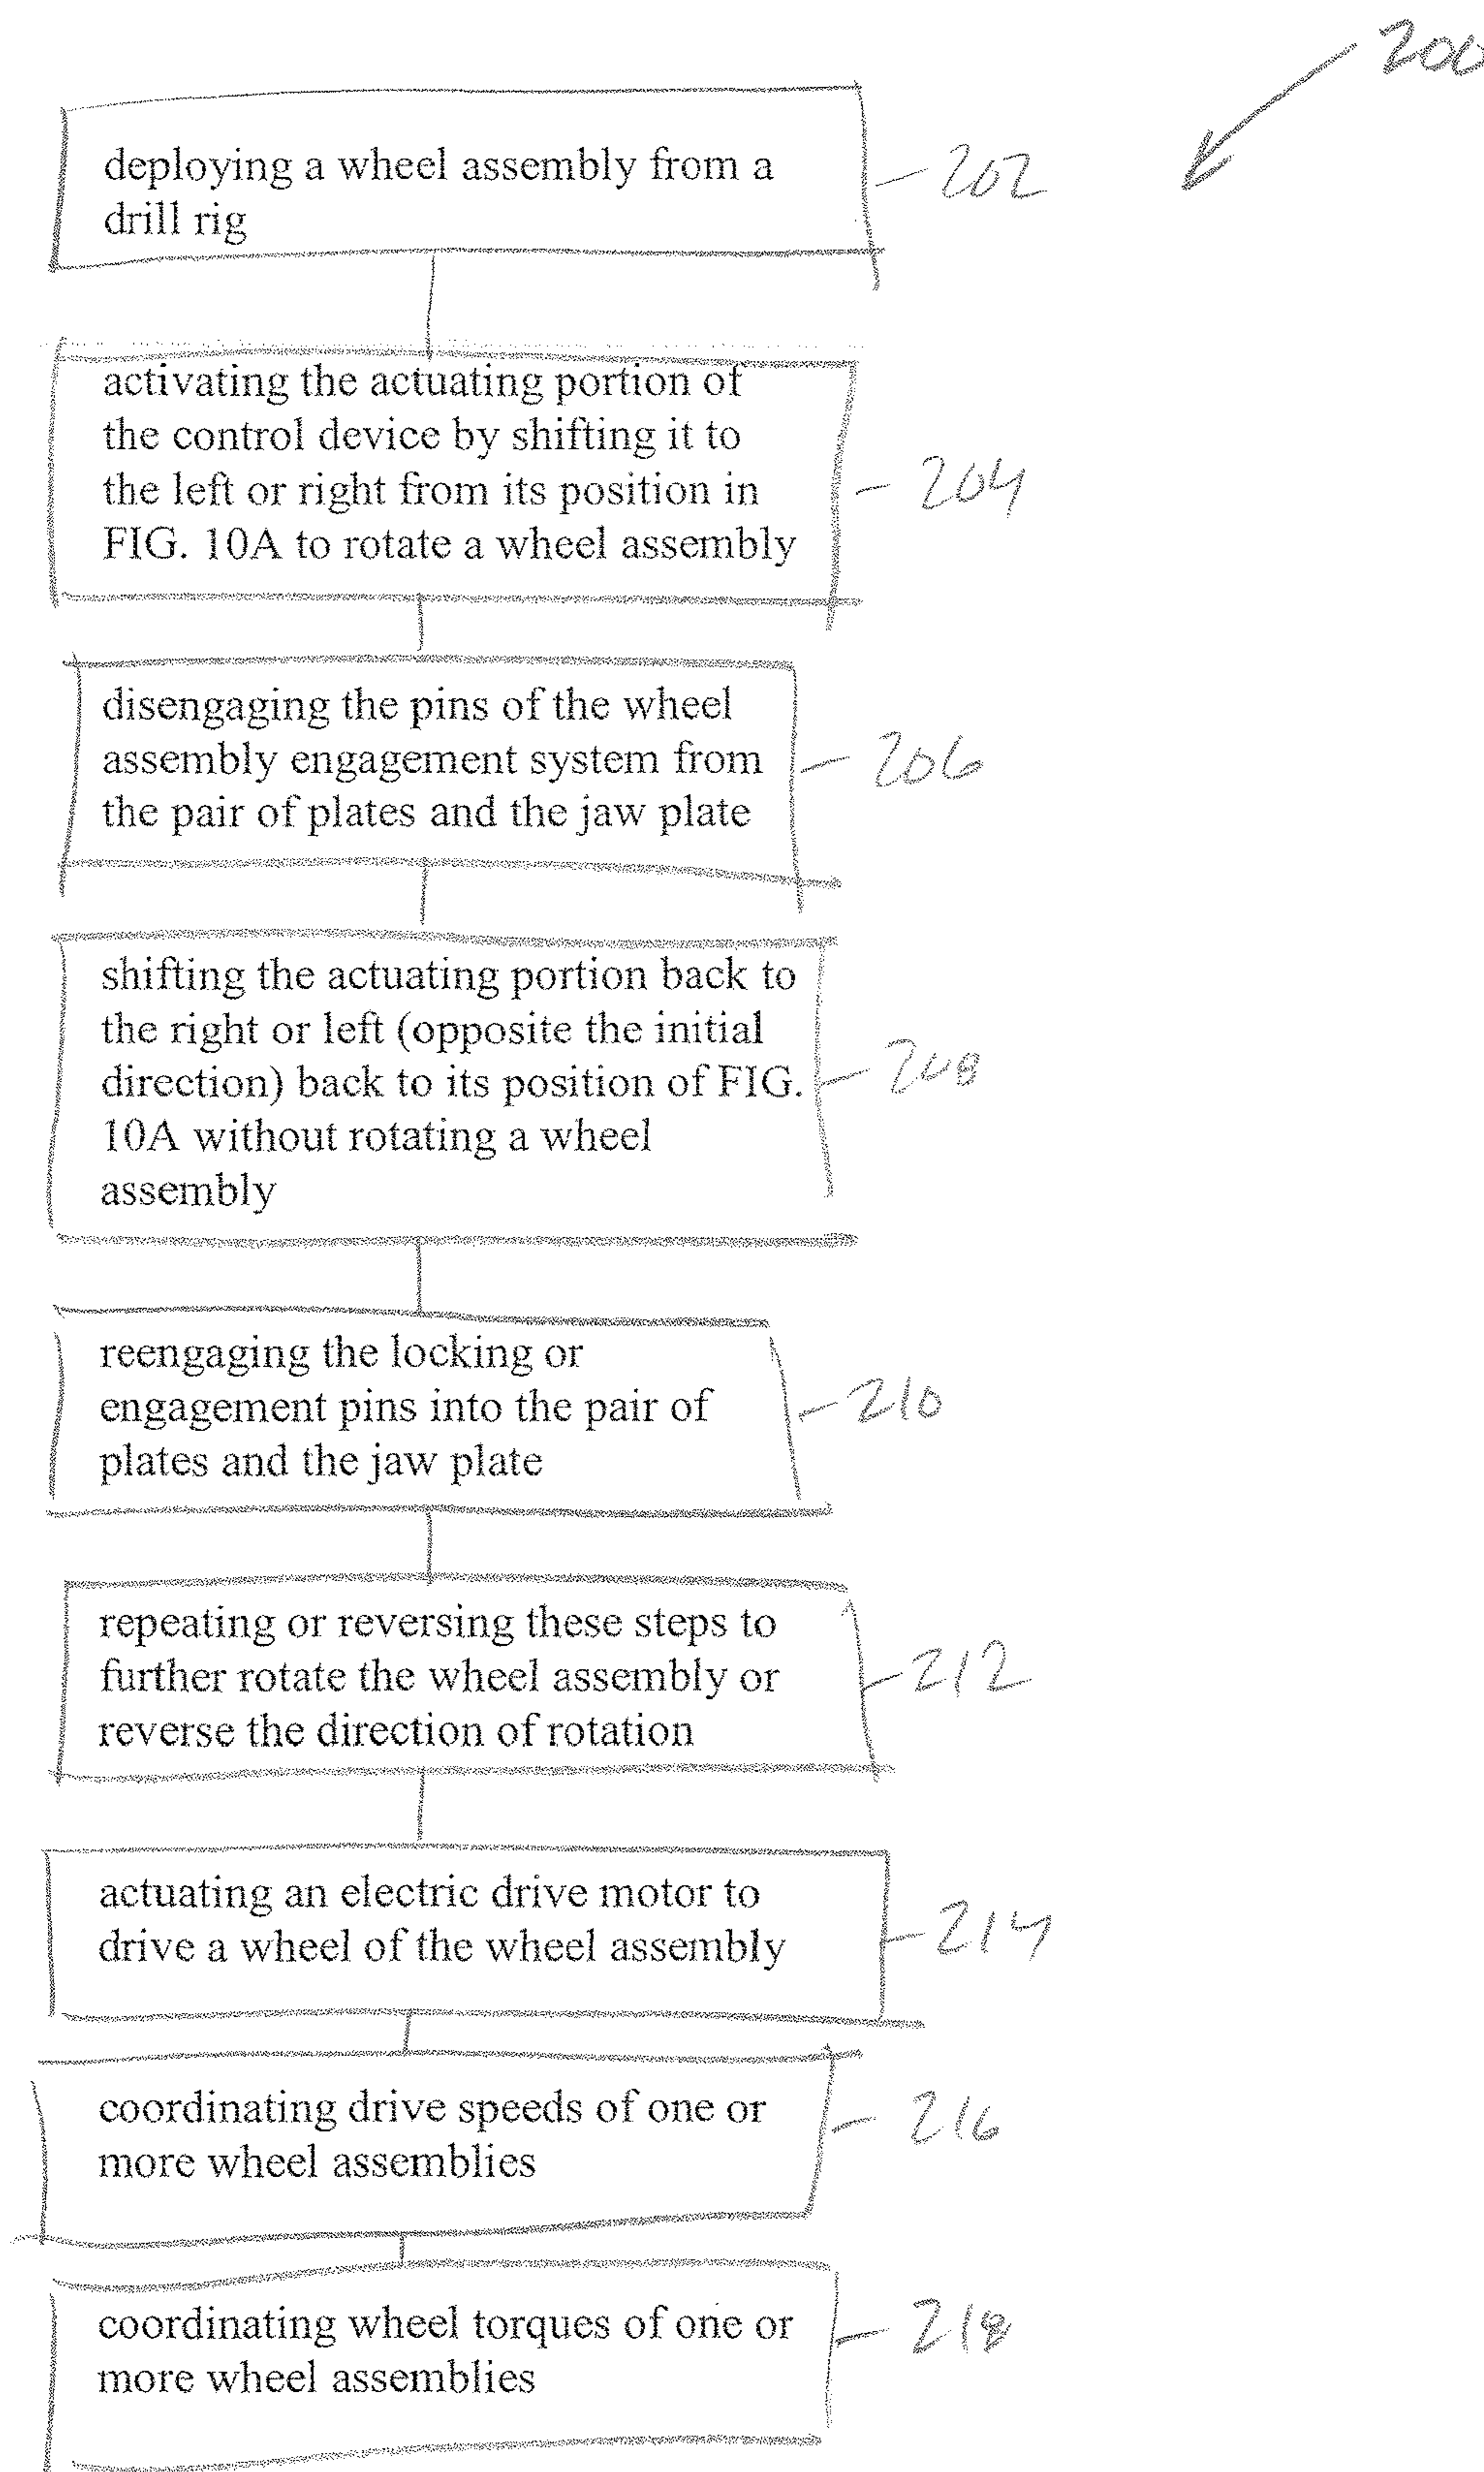 200
deploying a wheel assembly from a
drill rig
202
activating the actuating portion of
the control device by shifting it to
the left or right from its position in
FIG. 10A to rotate a wheel assembly
204
disengaging the pins of the wheel
assembly engagement system from
the pair of plates and the jaw plate
206
shifting the actuating portion back to
the right or left (opposite the initial
direction) back to its position of FIG.
10A without rotating a wheel
assembly
208
reengaging the locking or
engagement pins into the pair of
plates and the jaw plate
210
repeating or reversing these steps to
further rotate the wheel assembly or
reverse the direction of rotation
212
actuating an electric drive motor to
drive a wheel of the wheel assembly
214
coordinating drive speeds of one or
more wheel assemblies
216
coordinating wheel torques of one or
more wheel assemblies
218